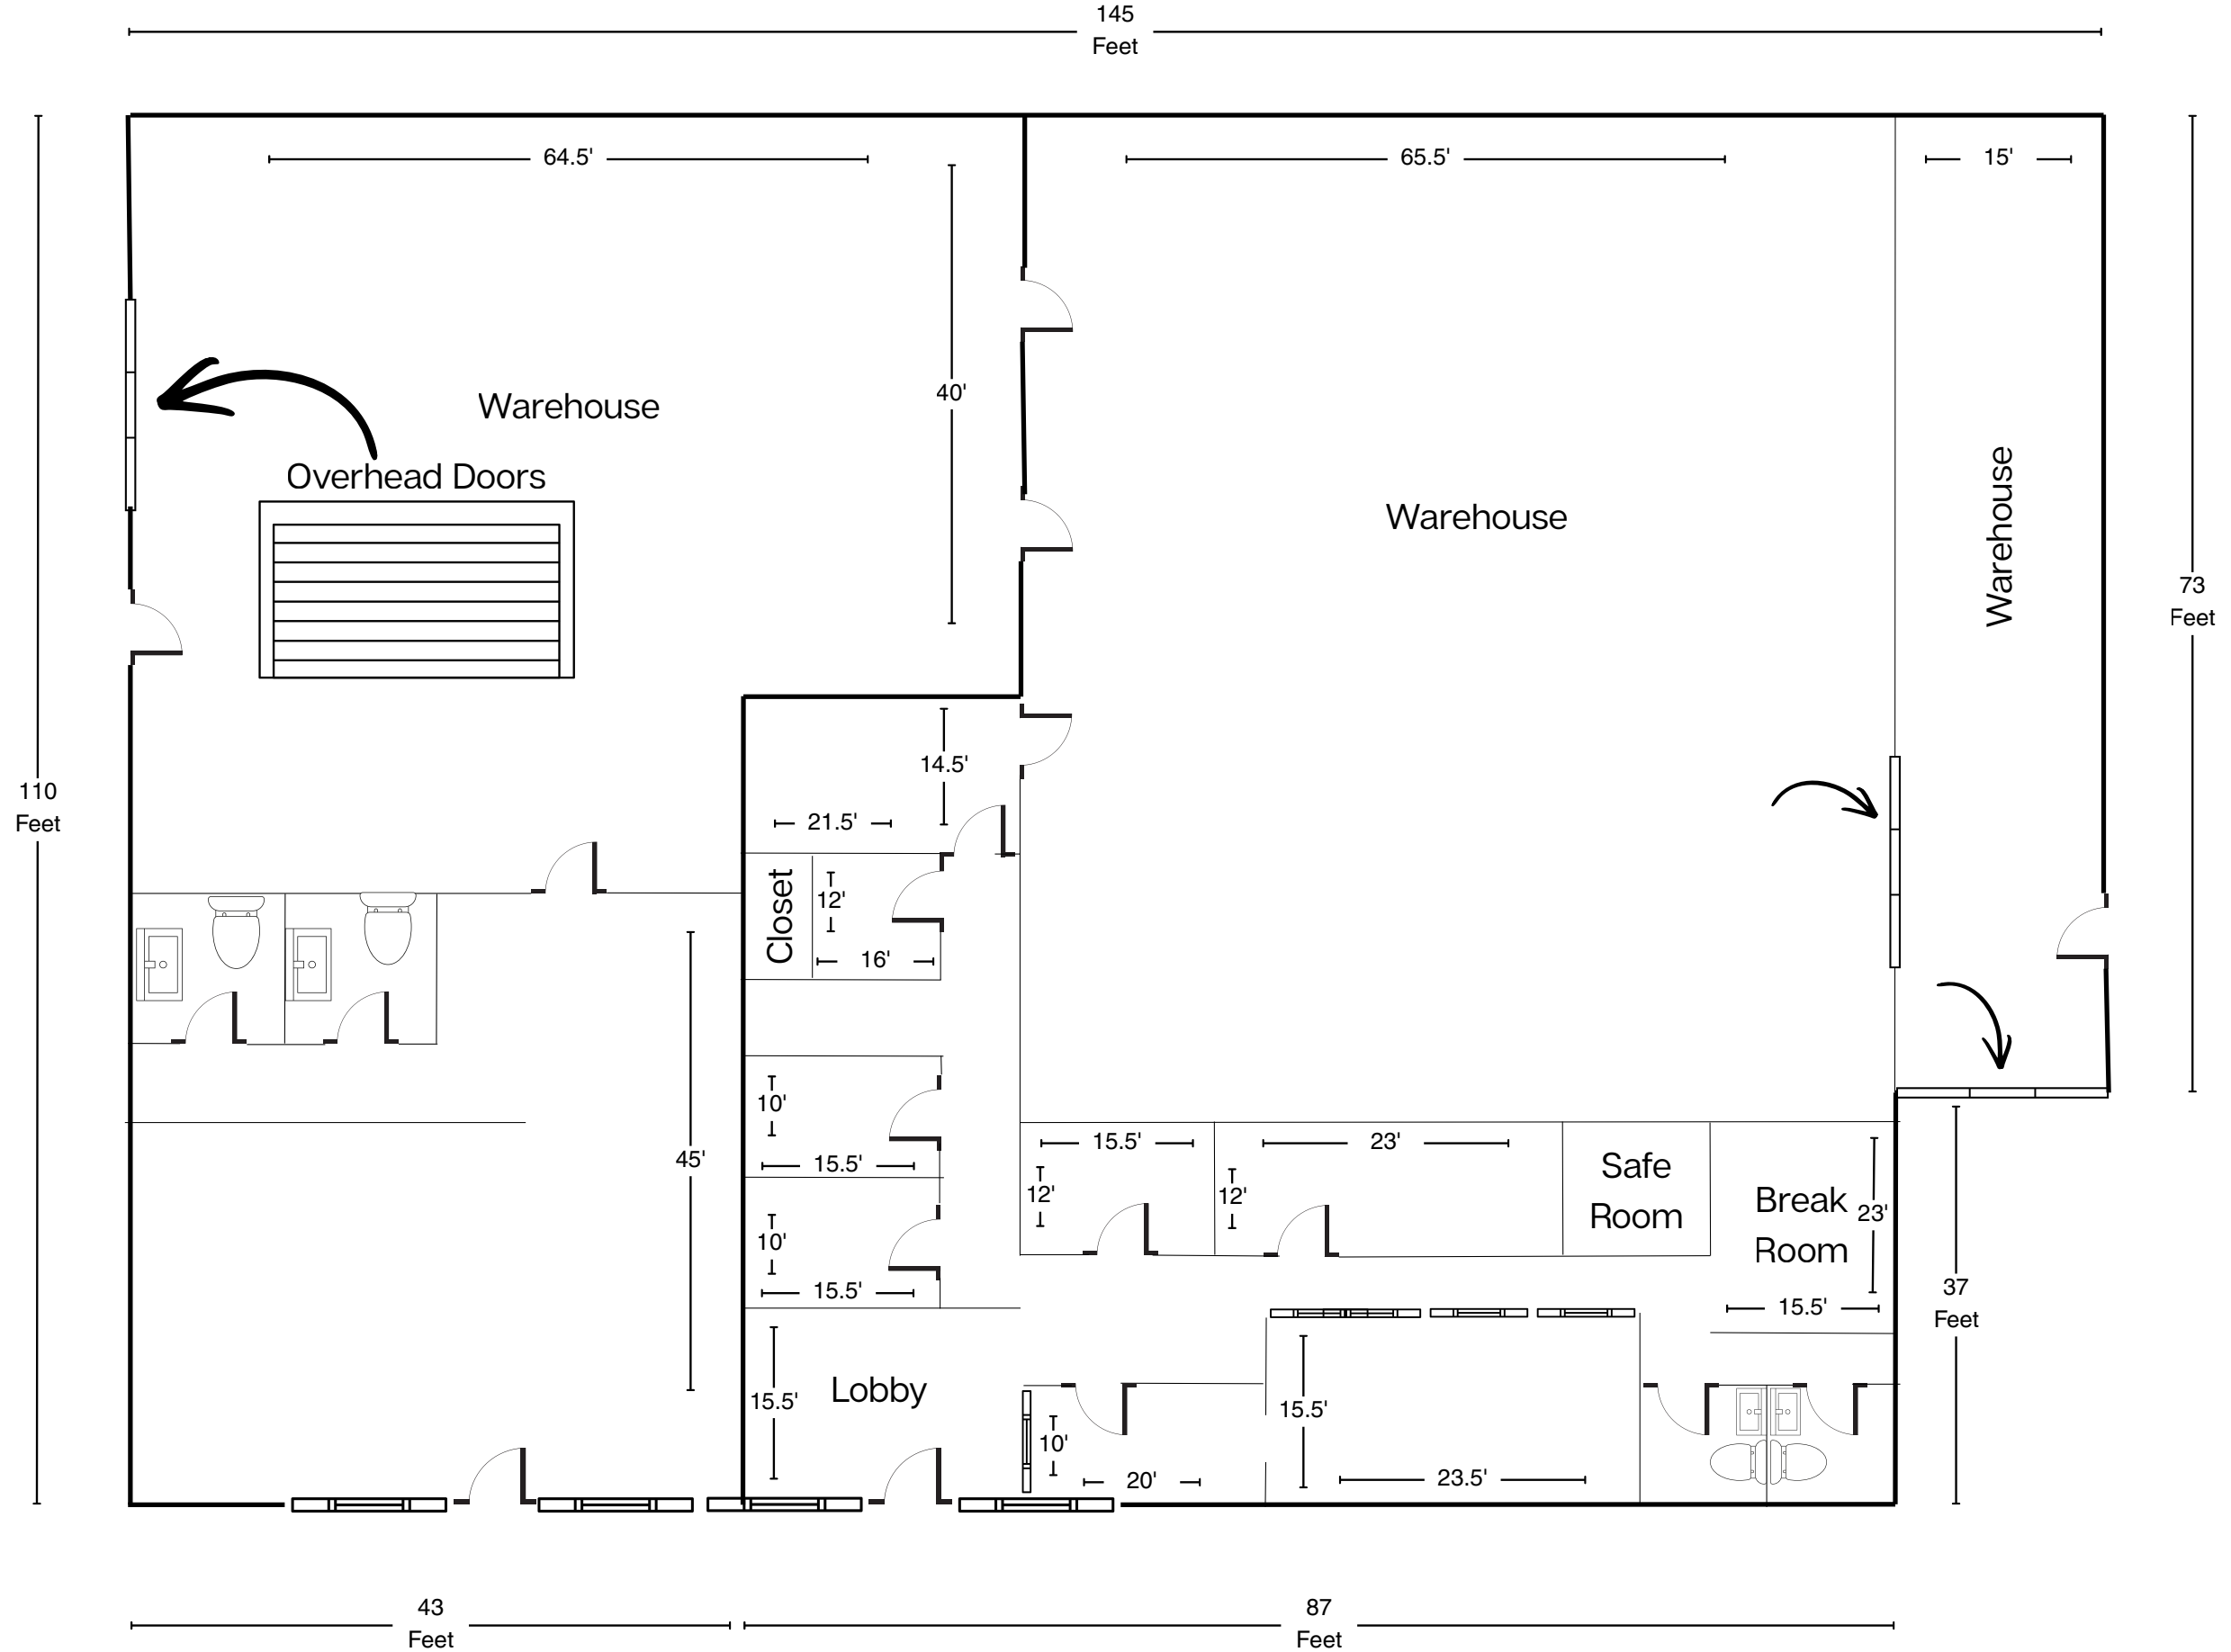 145
Feet
64.5'
65.5'
15'
40'
Warehouse
Overhead Doors
Warehouse
Warehouse
73
Feet
110
Feet
14.5'
21.5'
Closet
12'
16'
45'
10'
15.5'
10'
15.5'
15.5'
12'
23'
12'
Safe
Room
Break
Room
23'
15.5'
37
Feet
15.5'
Lobby
10'
20'
15.5'
23.5'
43
Feet
87
Feet